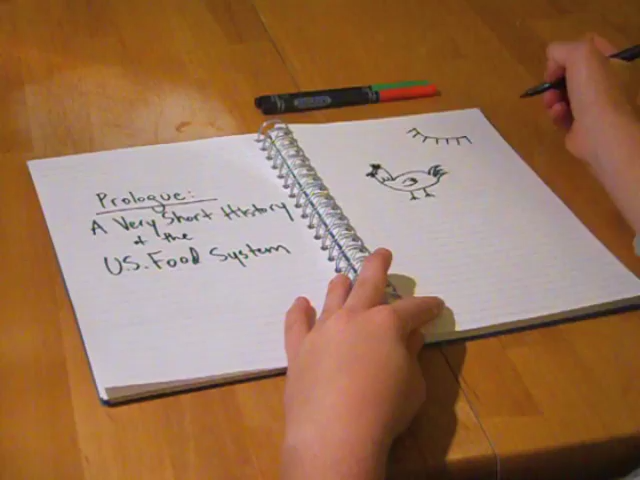 Prologue:
A Very Short History
of the
U.S. Food System